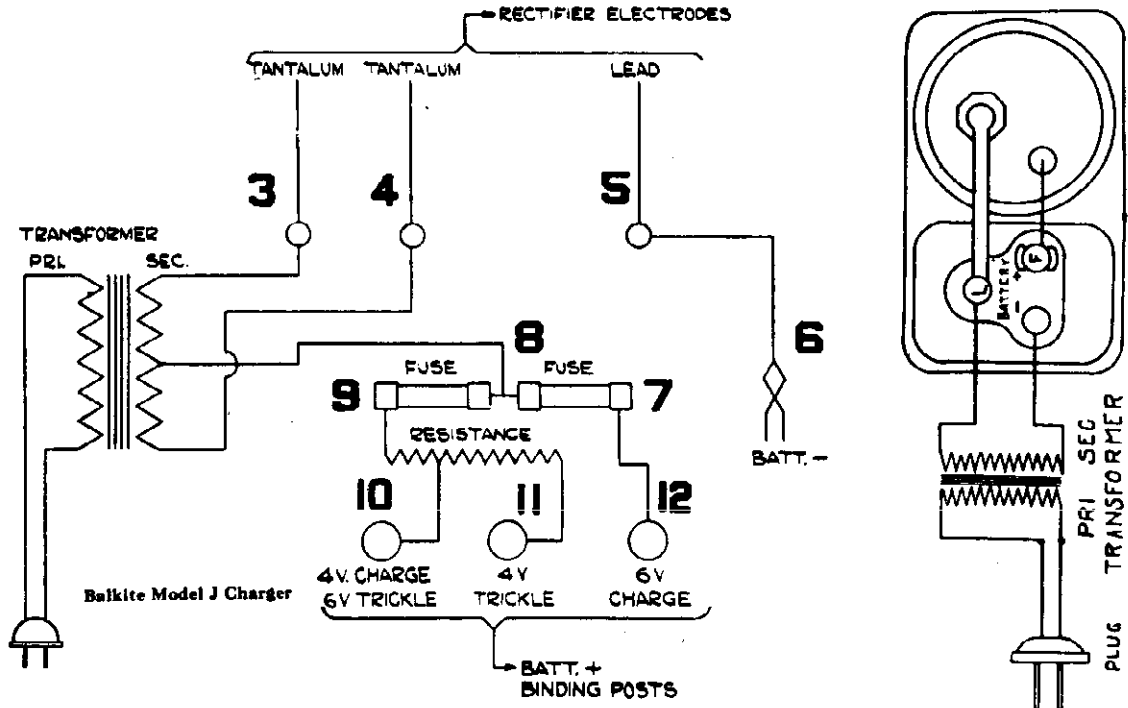 RECTIFIER ELECTRODES
TANTALUM TANTALUM LEAD
3 4 5
TRANSFORMER
PRI. SEC.
8 6
FUSE FUSE
9 7
RESISTANCE
BATT. -
10 11 12
4V. CHARGE 4V 6V
6V TRICKLE TRICKLE CHARGE
Balkite Model J Charger
BATT. +
BINDING POSTS
F
L
BATTERY
+
-
PRI SEC
PLUG TRANSFORMER